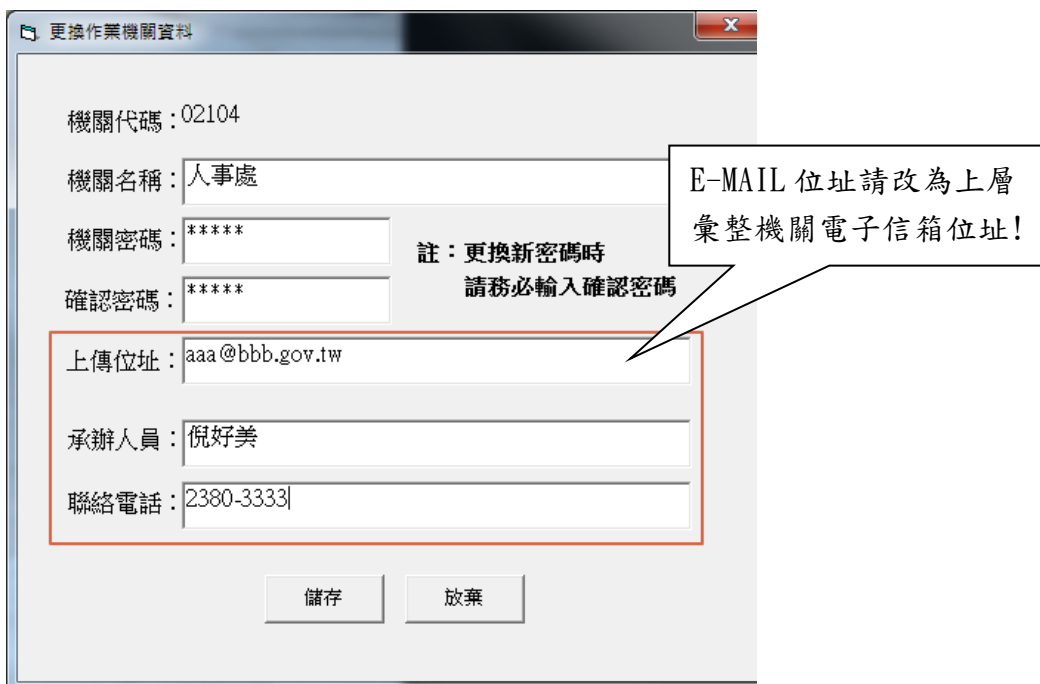 更換作業機關資料
機關代碼：02104
機關名稱：人事處
E-MAIL 位址請改為上層
彙整機關電子信箱位址!
機關密碼：*****
註：更換新密碼時
請務必輸入確認密碼
確認密碼：*****
上傳位址：aaa@bbb.gov.tw
承辦人員：倪好美
聯絡電話：2380-3333
儲存
放棄